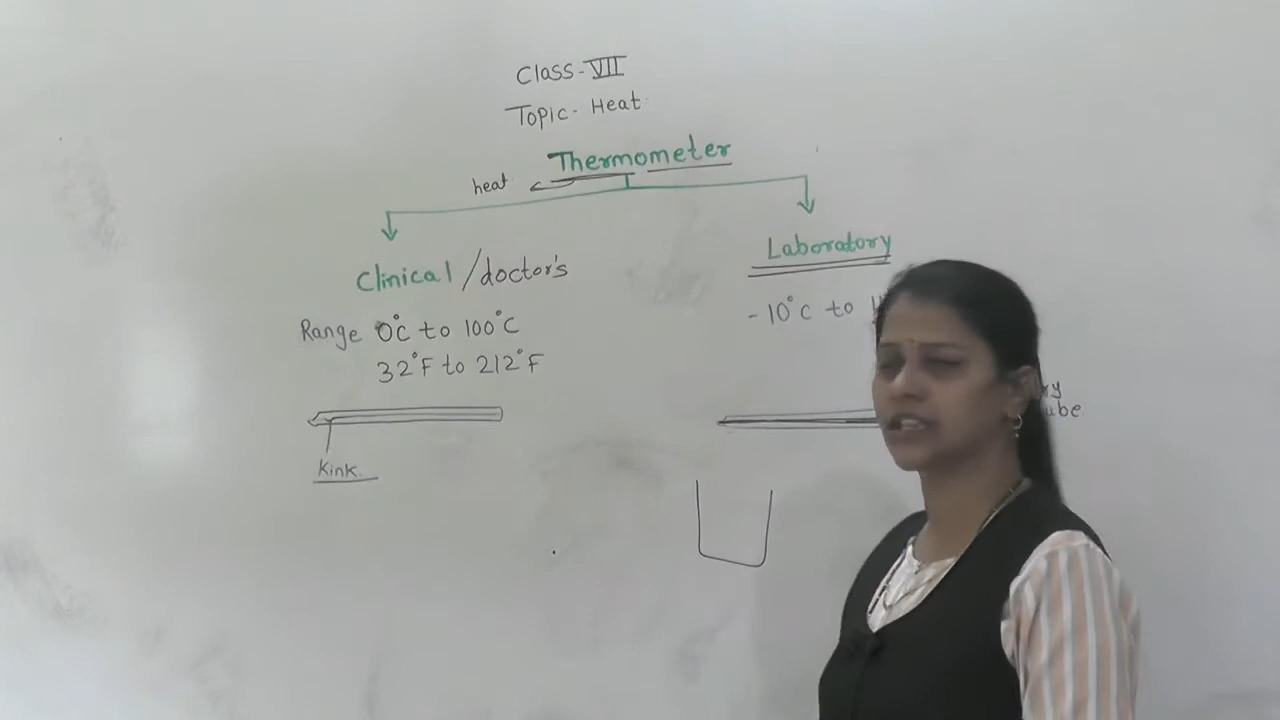 Class-VII
Topic- Heat
Thermometer
heat
Clinical/doctor's
Laboratory
Range 0°C to 100°C
32°F to 212°F
-10°C to
Kink